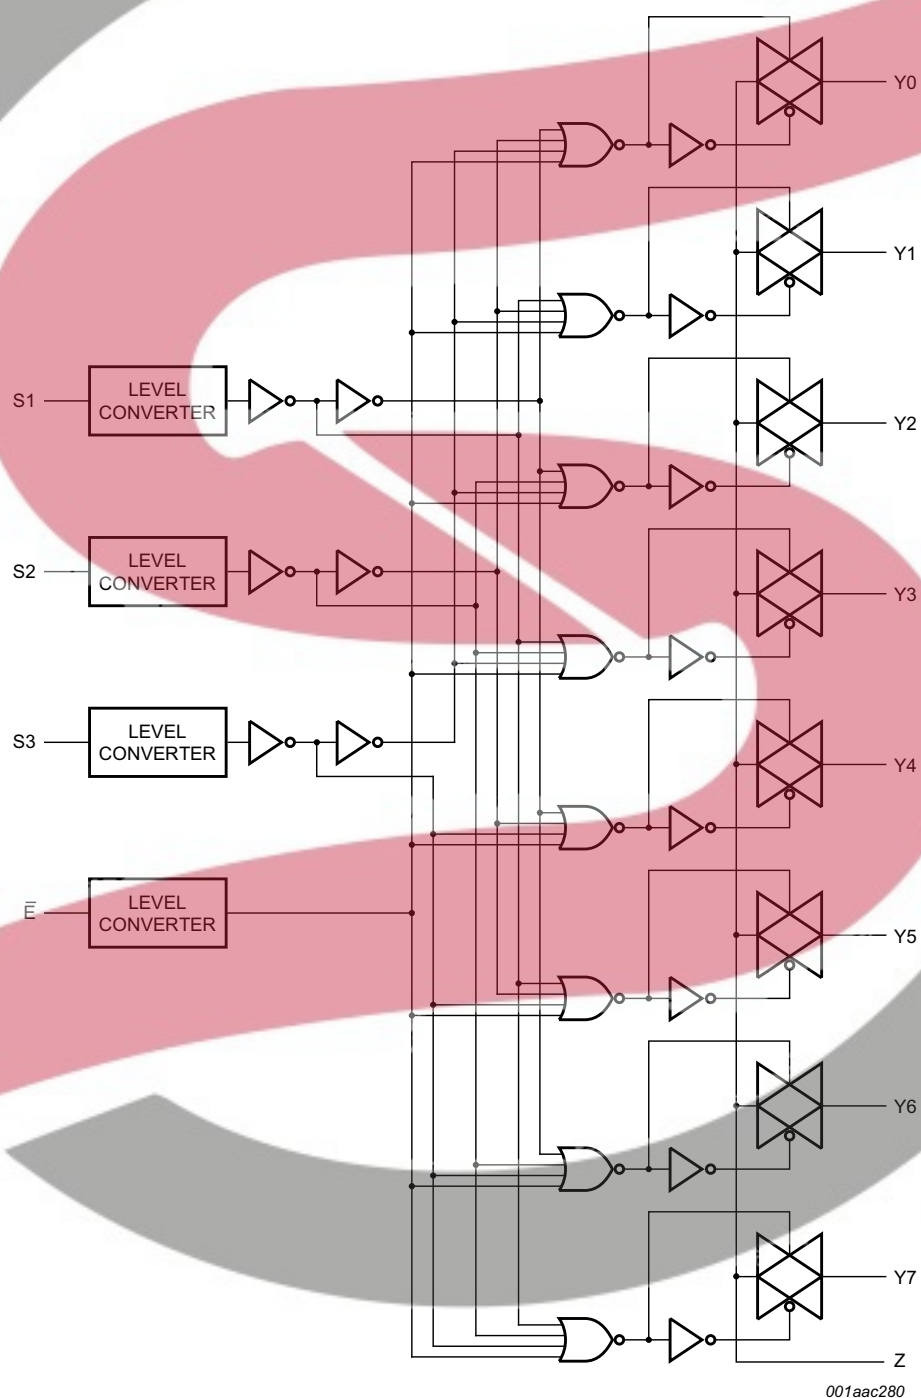 Y0
Y1
S1
LEVEL
CONVERTER
Y2
S2
LEVEL
CONVERTER
Y3
S3
LEVEL
CONVERTER
Y4
E̅
LEVEL
CONVERTER
Y5
Y6
Y7
Z
001aac280